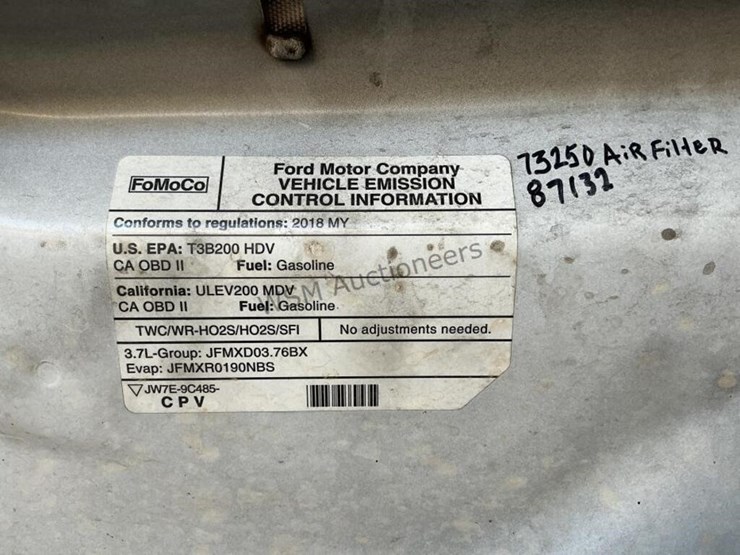 FoMoCo
Ford Motor Company
VEHICLE EMISSION
CONTROL INFORMATION
Conforms to regulations: 2018 MY
U.S. EPA: T3B200 HDV
CA OBD II Fuel: Gasoline
California: ULEV200 MDV
CA OBD II Fuel: Gasoline
TWC/WR-HO2S/HO2S/SFI No adjustments needed.
3.7L-Group: JFMXD03.76BX
Evap: JFMXR0190NBS
JW7E-9C485-
CPV
73250 AiR FilteR
87132
WSM Auctioneers